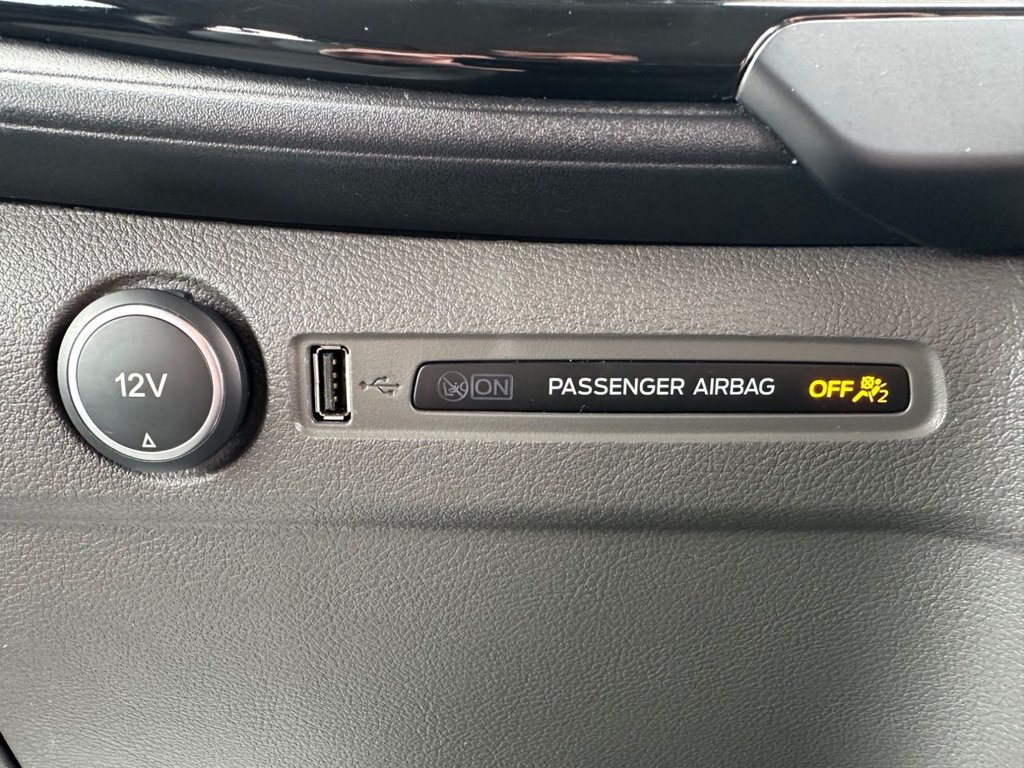 12V
ON PASSENGER AIRBAG OFF 2